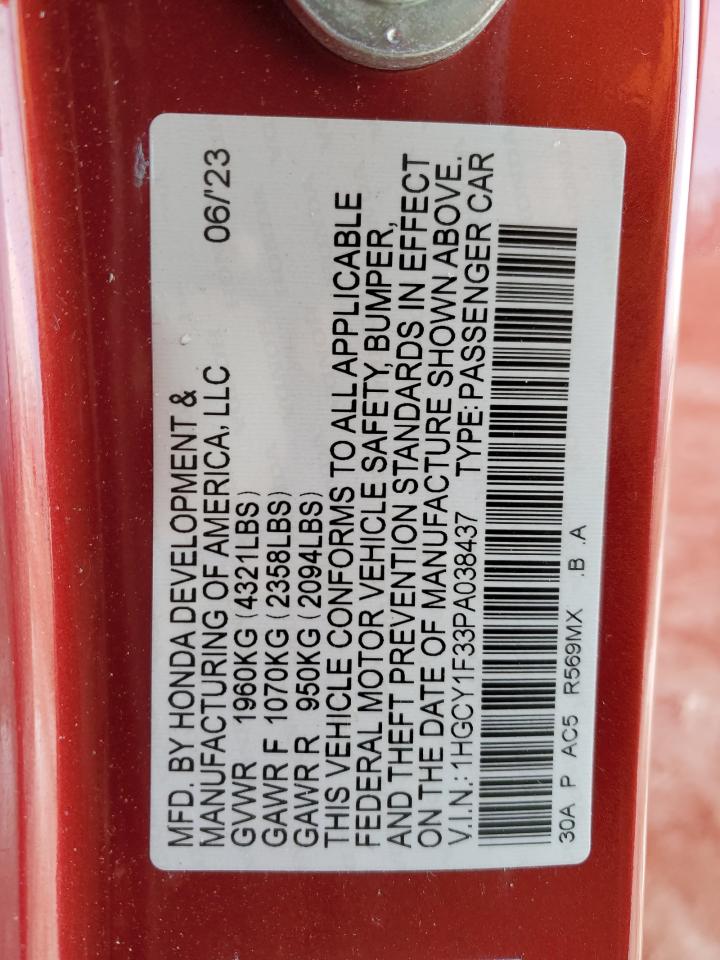 MFD. BY HONDA DEVELOPMENT &
MANUFACTURING OF AMERICA, LLC 06/'23
GVWR 1960KG (4321LBS)
GAWR F 1070KG (2358LBS)
GAWR R 950KG (2094LBS)
THIS VEHICLE CONFORMS TO ALL APPLICABLE
FEDERAL MOTOR VEHICLE SAFETY, BUMPER,
AND THEFT PREVENTION STANDARDS IN EFFECT
ON THE DATE OF MANUFACTURE SHOWN ABOVE.
V.I.N.: 1HGCY1F33PA038437 TYPE: PASSENGER CAR
30A P AC5 R569MX .B .A